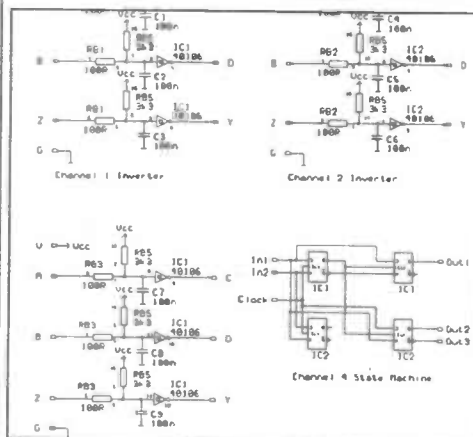 C1
100n
C4
100n
Vcc
RB5
3k3
IC1
40106
B
RB1
100R
D
C2
100n
Vcc
RB5
3k3
IC1
40106
Z
RB1
100R
Y
C3
100n
G
Channel 1 Inverter
RB5
3k3
IC2
40106
B
RB2
100R
D
C5
100n
Vcc
RB5
3k3
IC2
40106
Z
RB2
100R
Y
C6
100n
G
Channel 2 Inverter
V
Vcc
Vcc
RB5
3k3
IC1
40106
A
RB3
100R
C
C7
100n
Vcc
RB5
3k3
IC1
40106
B
RB3
100R
D
C8
100n
Vcc
RB5
3k3
IC1
40106
Z
RB3
100R
Y
C9
100n
G
In1
In2
Clock
IC1
IC1
IC2
IC2
Out1
Out2
Out3
Channel 4 State Machine